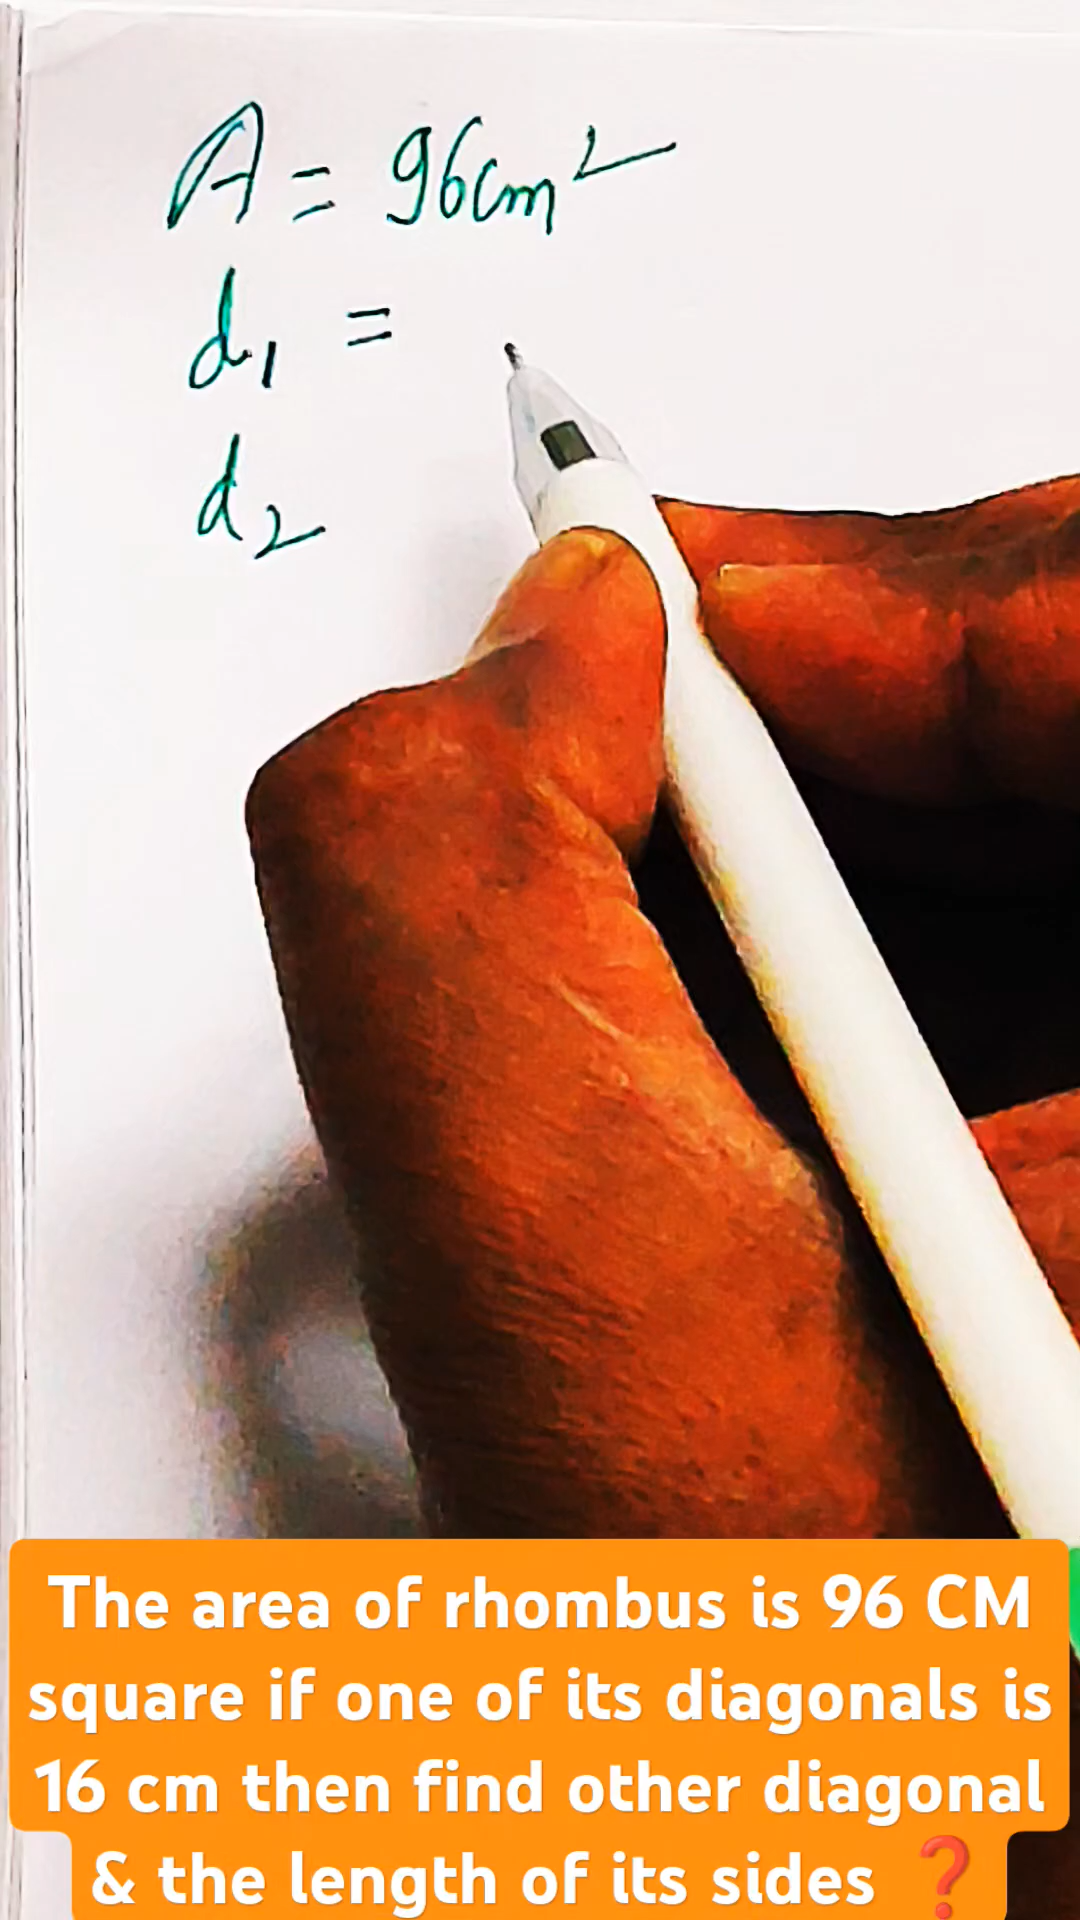 A = 96cm²
d₁ =
d₂
The area of rhombus is 96 CM
square if one of its diagonals is
16 cm then find other diagonal
& the length of its sides ❓